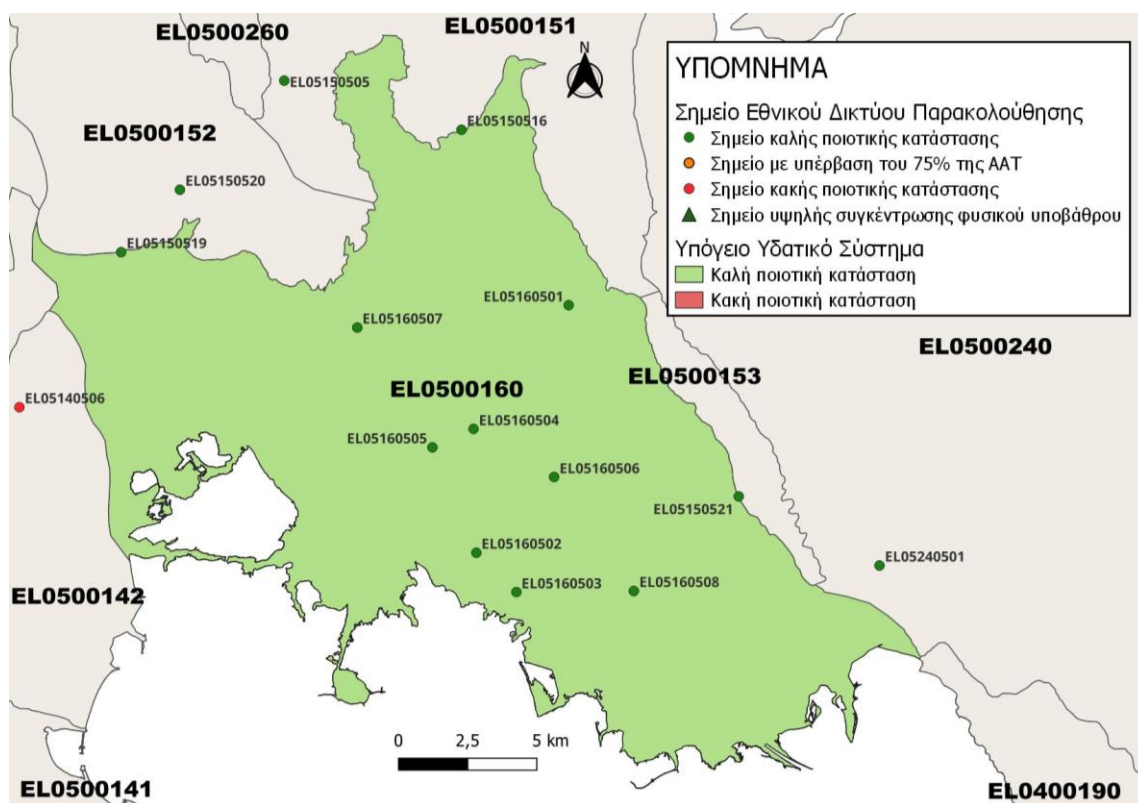 EL0500260
EL0500151
N
EL05150505
EL0500152
EL05150516
EL05150520
EL05150519
ΥΠΟΜΝΗΜΑ
Σημείο Εθνικού Δικτύου Παρακολούθησης
Σημείο καλής ποιοτικής κατάστασης
Σημείο με υπέρβαση του 75% της ΑΑΤ
Σημείο κακής ποιοτικής κατάστασης
Σημείο υψηλής συγκέντρωσης φυσικού υποβάθρου
Υπόγειο Υδατικό Σύστημα
Καλή ποιοτική κατάσταση
Κακή ποιοτική κατάσταση
EL05160501
EL05160507
EL0500240
EL0500153
EL0500160
EL05140506
EL05160504
EL05160505
EL05160506
EL05150521
EL05160502
EL05240501
EL05160503
EL05160508
EL0500142
0 2,5 5 km
EL0500141
EL0400190